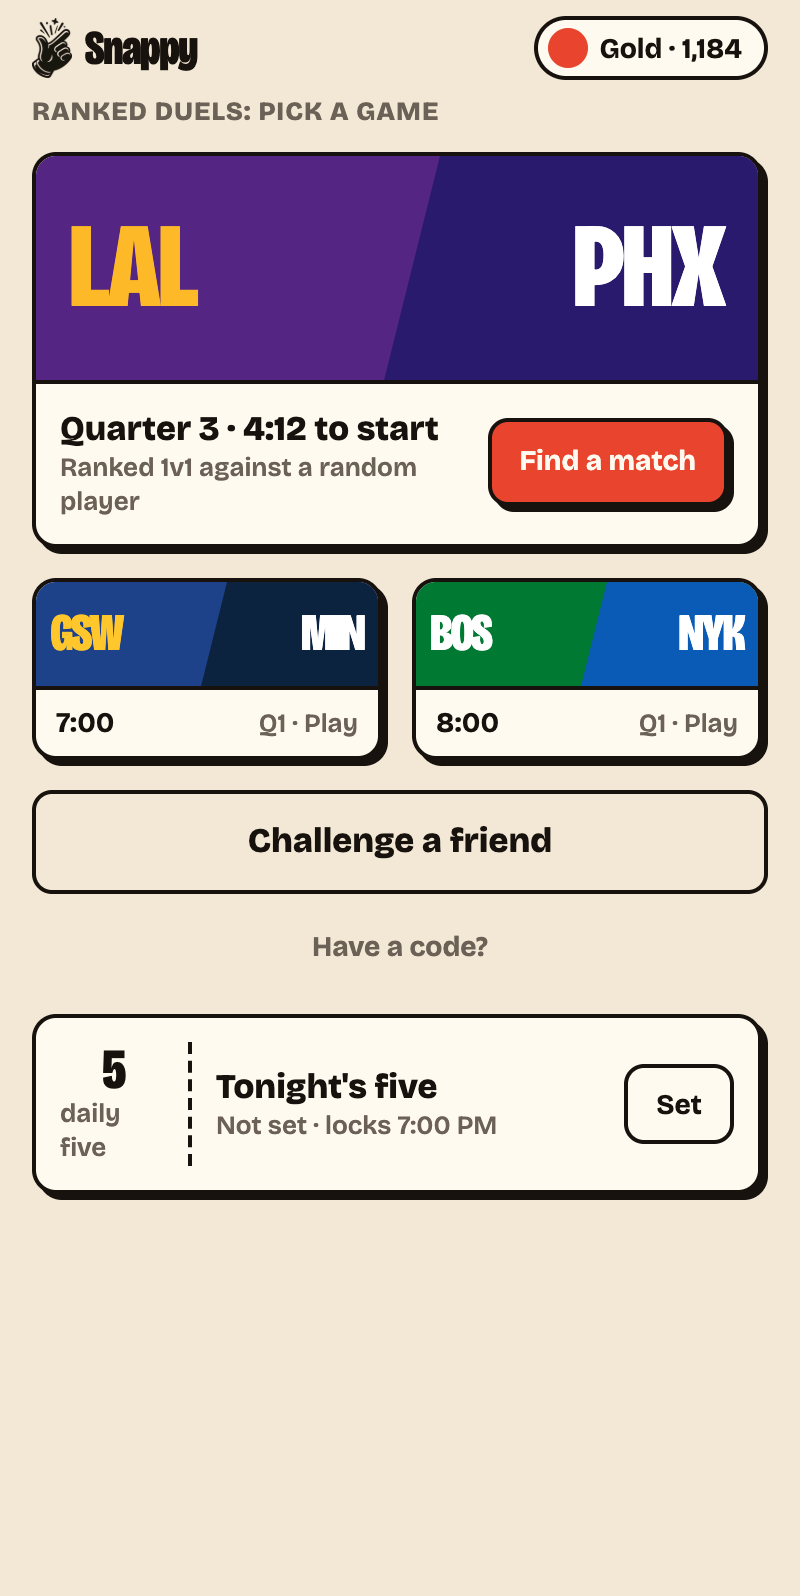 Snappy
Gold · 1,184
RANKED DUELS: PICK A GAME
LAL
PHX
Quarter 3 · 4:12 to start
Ranked 1v1 against a random
player
Find a match
GSW
MIN
7:00
Q1 · Play
BOS
NYK
8:00
Q1 · Play
Challenge a friend
Have a code?
5
daily
five
Tonight's five
Not set · locks 7:00 PM
Set